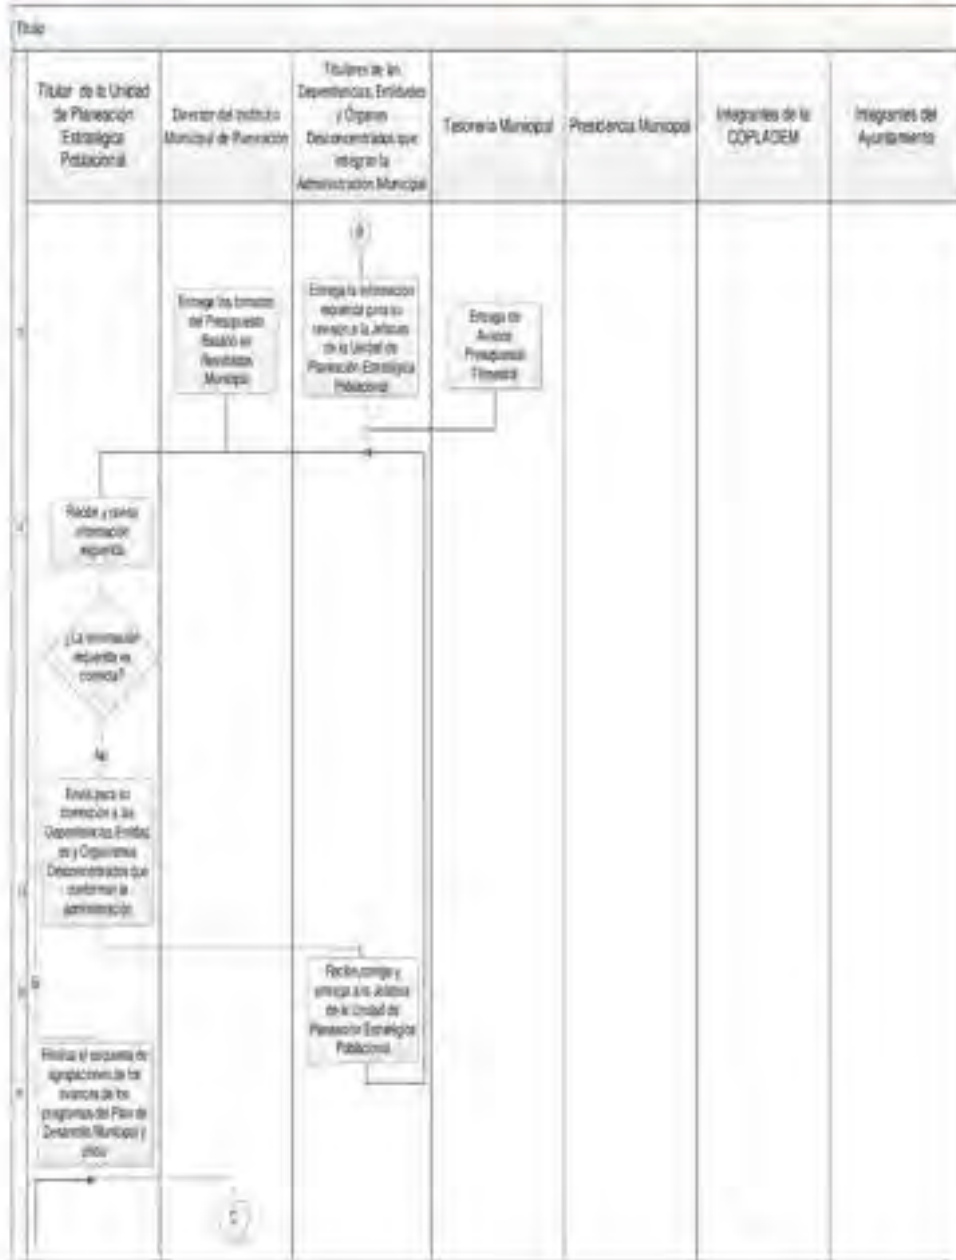 Titular de la Unidad
de Planeación
Estratégica
Poblacional
Director del Instituto
Municipal de Planeación
Titulares de las
Dependencias, Entidades
y Órganos
Desconcentrados que
integran la
Administración Municipal
Tesorería Municipal
Presidencia Municipal
Integrantes de la
COPLADEM
Integrantes del
Ayuntamiento
Entrega los formatos
del Presupuesto
Basado en
Resultados
Municipal
Entrega la información
requerida para su
revisión a la Jefatura
de la Unidad de
Planeación Estratégica
Poblacional
Entrega de
Avance
Presupuestal
Trimestral
Recibe y revisa
información
requerida
¿La información
requerida es
correcta?
No
Envía para su
corrección a las
Dependencias Entidad
es y Organismos
Desconcentrados que
conforman la
administración
Recibe, corrige y
entrega a la Jefatura
de la Unidad de
Planeación Estratégica
Poblacional
Realiza el esquema de
agrupaciones de los
avances de los
programas del Plan de
Desarrollo Municipal y
C